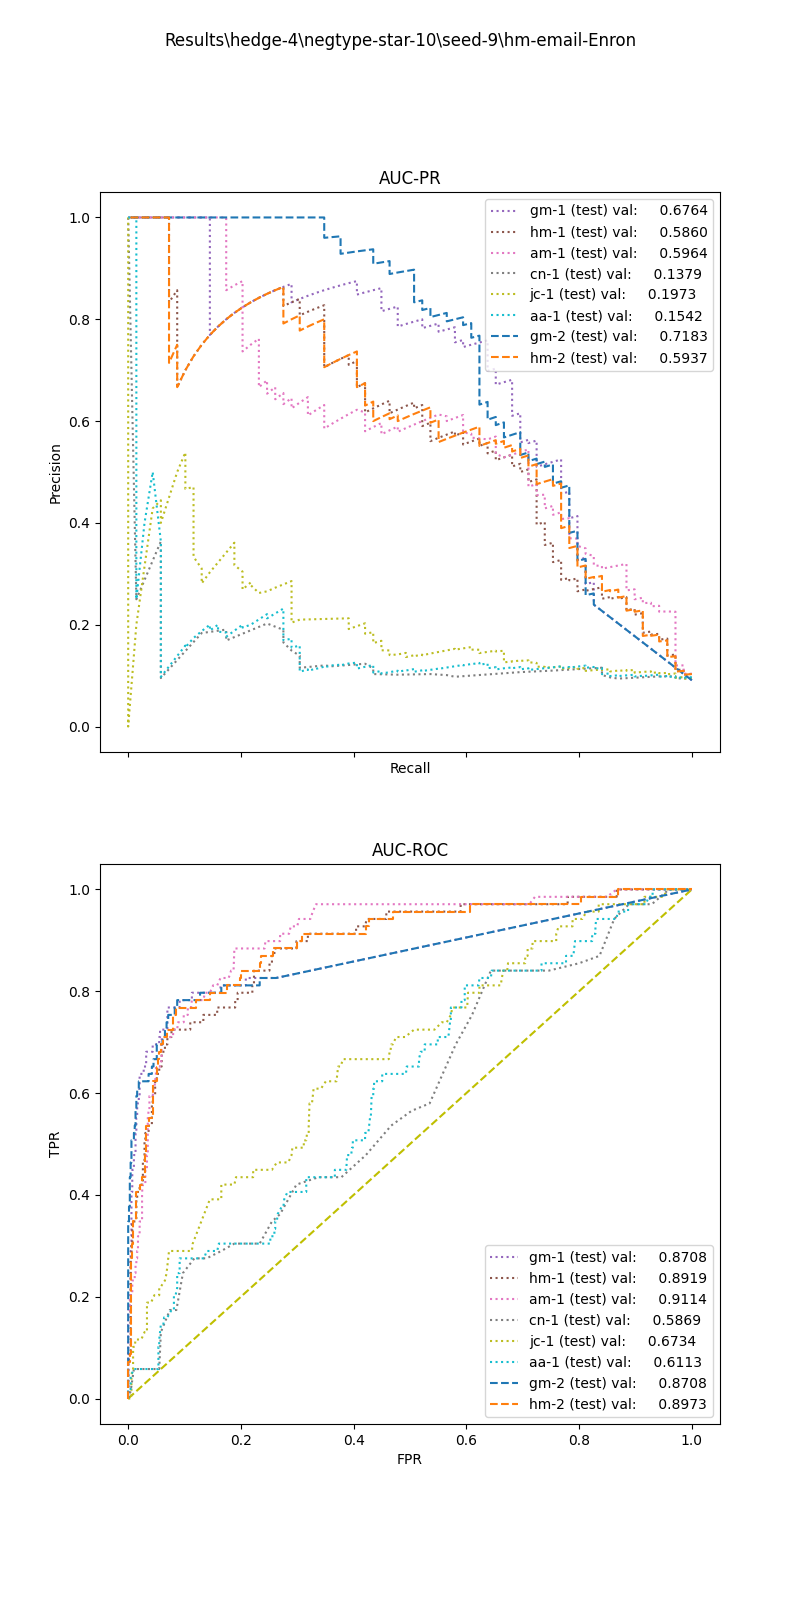 Results\hedge-4\negtype-star-10\seed-9\hm-email-Enron
AUC-PR
1.0
0.8
0.6
0.4
0.2
0.0
Precision
gm-1 (test) val: 0.6764
hm-1 (test) val: 0.5860
am-1 (test) val: 0.5964
cn-1 (test) val: 0.1379
jc-1 (test) val: 0.1973
aa-1 (test) val: 0.1542
gm-2 (test) val: 0.7183
hm-2 (test) val: 0.5937
Recall
AUC-ROC
1.0
0.8
0.6
0.4
0.2
0.0
TPR
gm-1 (test) val: 0.8708
hm-1 (test) val: 0.8919
am-1 (test) val: 0.9114
cn-1 (test) val: 0.5869
jc-1 (test) val: 0.6734
aa-1 (test) val: 0.6113
gm-2 (test) val: 0.8708
hm-2 (test) val: 0.8973
0.0 0.2 0.4 0.6 0.8 1.0
FPR